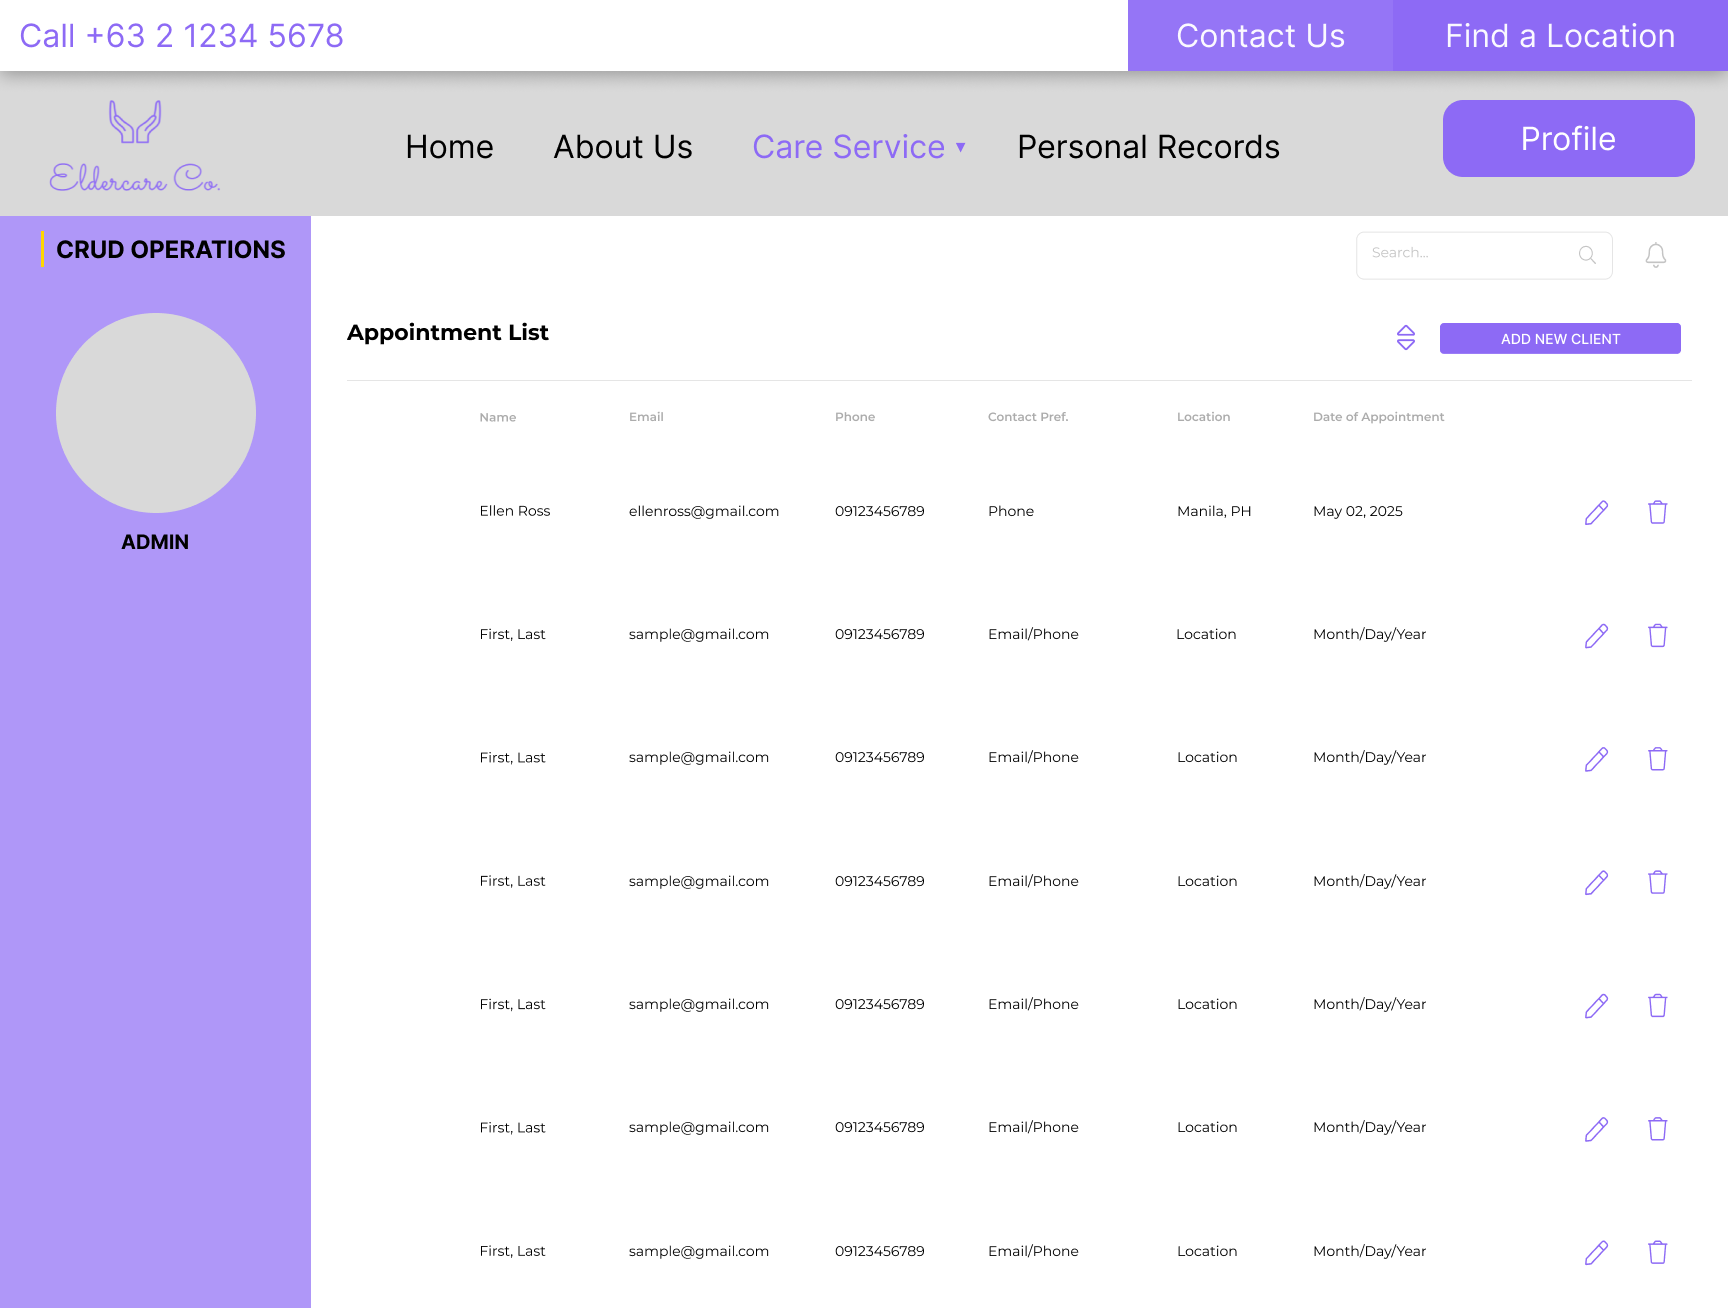 Call +63 2 1234 5678
Contact Us
Find a Location
Eldercare Co.
Home
About Us
Care Service ▾
Personal Records
Profile
CRUD OPERATIONS
ADMIN
Search...
Appointment List
ADD NEW CLIENT
Name Email Phone Contact Pref. Location Date of Appointment
Ellen Ross ellenross@gmail.com 09123456789 Phone Manila, PH May 02, 2025
First, Last sample@gmail.com 09123456789 Email/Phone Location Month/Day/Year
First, Last sample@gmail.com 09123456789 Email/Phone Location Month/Day/Year
First, Last sample@gmail.com 09123456789 Email/Phone Location Month/Day/Year
First, Last sample@gmail.com 09123456789 Email/Phone Location Month/Day/Year
First, Last sample@gmail.com 09123456789 Email/Phone Location Month/Day/Year
First, Last sample@gmail.com 09123456789 Email/Phone Location Month/Day/Year